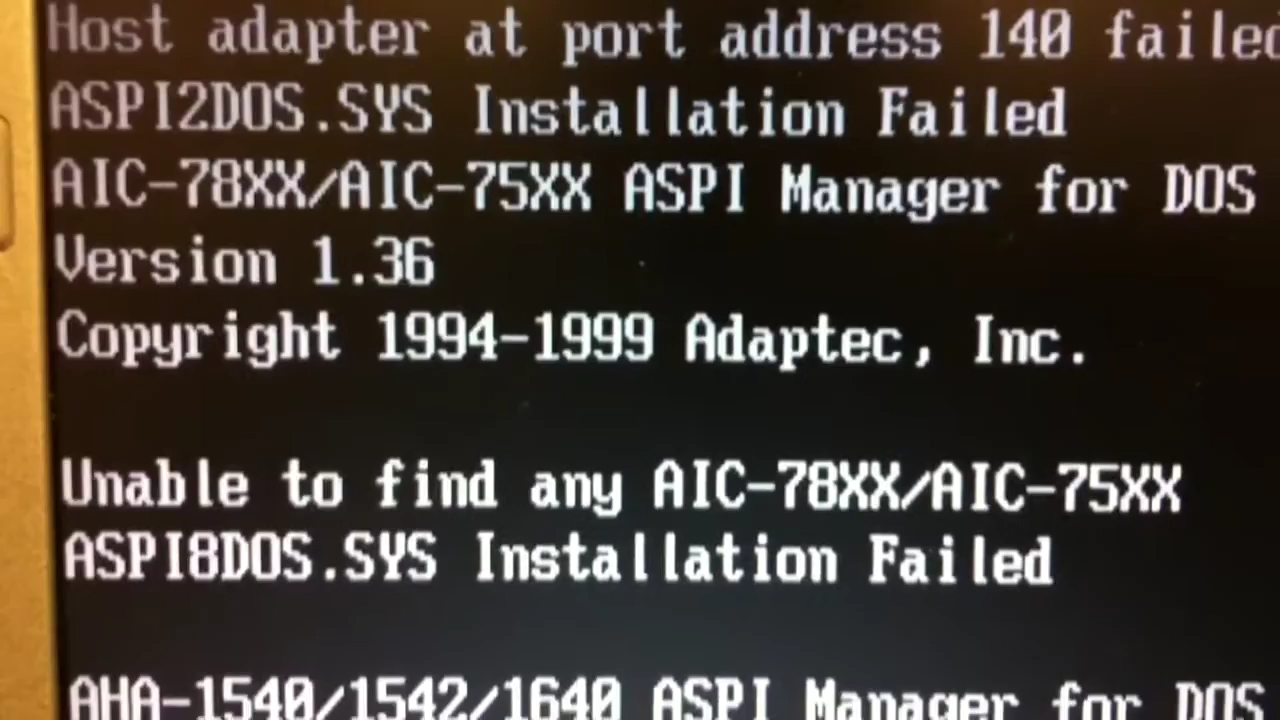 Host adapter at port address 140 failed
ASPI2DOS.SYS Installation Failed
AIC-78XX/AIC-75XX ASPI Manager for DOS
Version 1.36
Copyright 1994-1999 Adaptec, Inc.
Unable to find any AIC-78XX/AIC-75XX
ASPI8DOS.SYS Installation Failed
AHA-1540/1542/1640 ASPI Manager for DOS